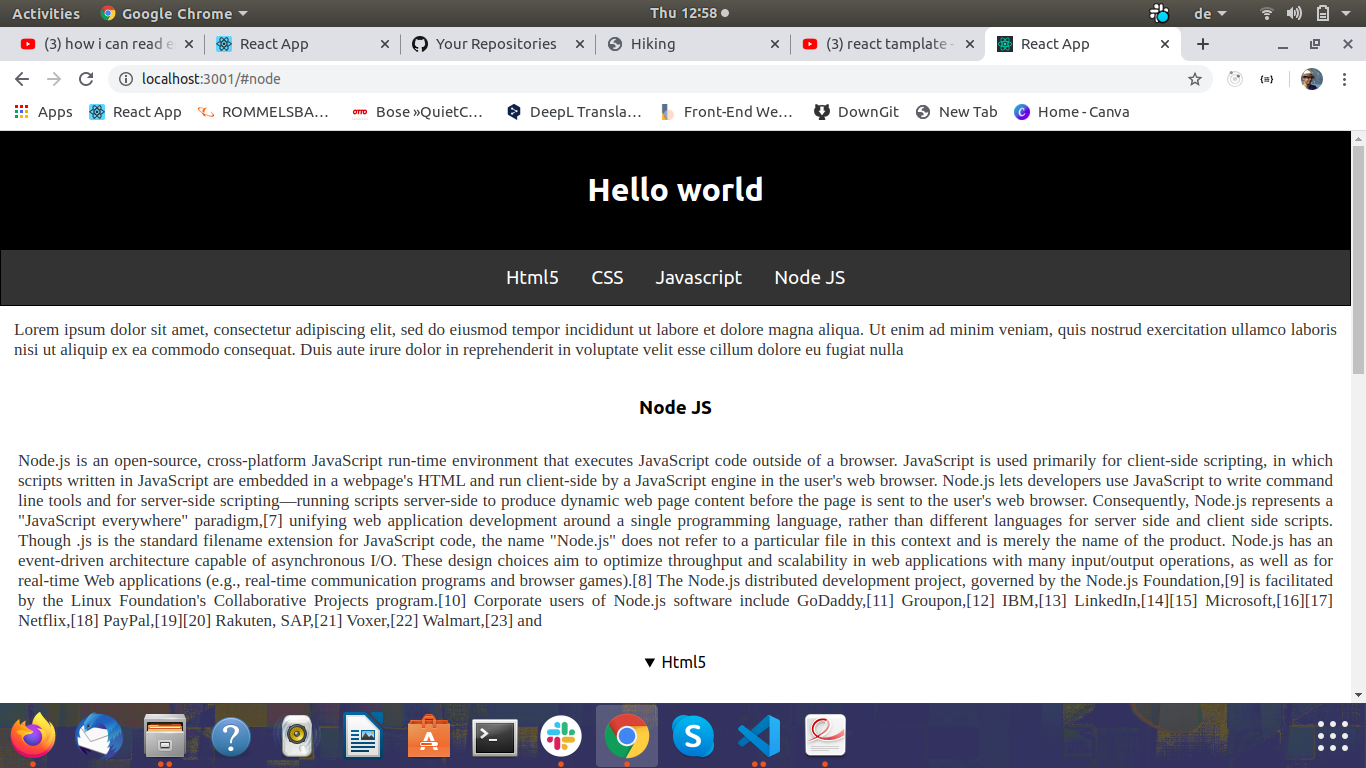 Activities Google Chrome Thu 12:58 de
(3) how i can read e React App Your Repositories Hiking (3) react tamplate - React App
localhost:3001/#node
Apps React App ROMMELSBA… Bose »QuietC… DeepL Transla… Front-End We… DownGit New Tab Home - Canva
Hello world
Html5 CSS Javascript Node JS
Lorem ipsum dolor sit amet, consectetur adipiscing elit, sed do eiusmod tempor incididunt ut labore et dolore magna aliqua. Ut enim ad minim veniam, quis nostrud exercitation ullamco laboris
nisi ut aliquip ex ea commodo consequat. Duis aute irure dolor in reprehenderit in voluptate velit esse cillum dolore eu fugiat nulla
Node JS
Node.js is an open-source, cross-platform JavaScript run-time environment that executes JavaScript code outside of a browser. JavaScript is used primarily for client-side scripting, in which
scripts written in JavaScript are embedded in a webpage's HTML and run client-side by a JavaScript engine in the user's web browser. Node.js lets developers use JavaScript to write command
line tools and for server-side scripting—running scripts server-side to produce dynamic web page content before the page is sent to the user's web browser. Consequently, Node.js represents a
"JavaScript everywhere" paradigm,[7] unifying web application development around a single programming language, rather than different languages for server side and client side scripts.
Though .js is the standard filename extension for JavaScript code, the name "Node.js" does not refer to a particular file in this context and is merely the name of the product. Node.js has an
event-driven architecture capable of asynchronous I/O. These design choices aim to optimize throughput and scalability in web applications with many input/output operations, as well as for
real-time Web applications (e.g., real-time communication programs and browser games).[8] The Node.js distributed development project, governed by the Node.js Foundation,[9] is facilitated
by the Linux Foundation's Collaborative Projects program.[10] Corporate users of Node.js software include GoDaddy,[11] Groupon,[12] IBM,[13] LinkedIn,[14][15] Microsoft,[16][17]
Netflix,[18] PayPal,[19][20] Rakuten, SAP,[21] Voxer,[22] Walmart,[23] and
▼ Html5